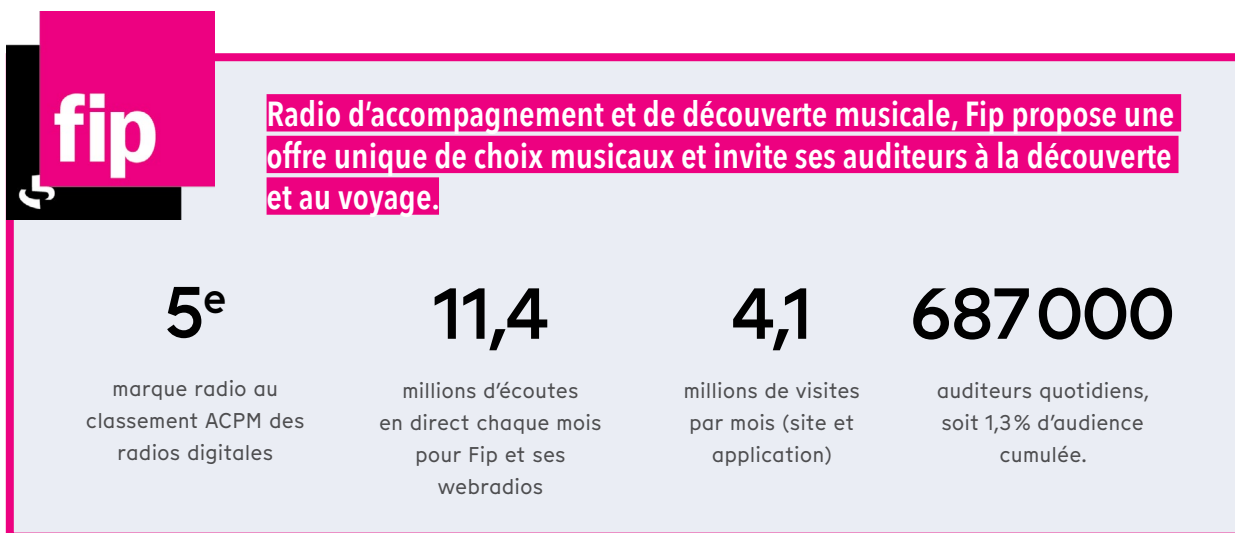 fip
Radio d’accompagnement et de découverte musicale, Fip propose une
offre unique de choix musicaux et invite ses auditeurs à la découverte
et au voyage.
5e
marque radio au
classement ACPM des
radios digitales
11,4
millions d’écoutes
en direct chaque mois
pour Fip et ses
webradios
4,1
millions de visites
par mois (site et
application)
687 000
auditeurs quotidiens,
soit 1,3 % d’audience
cumulée.